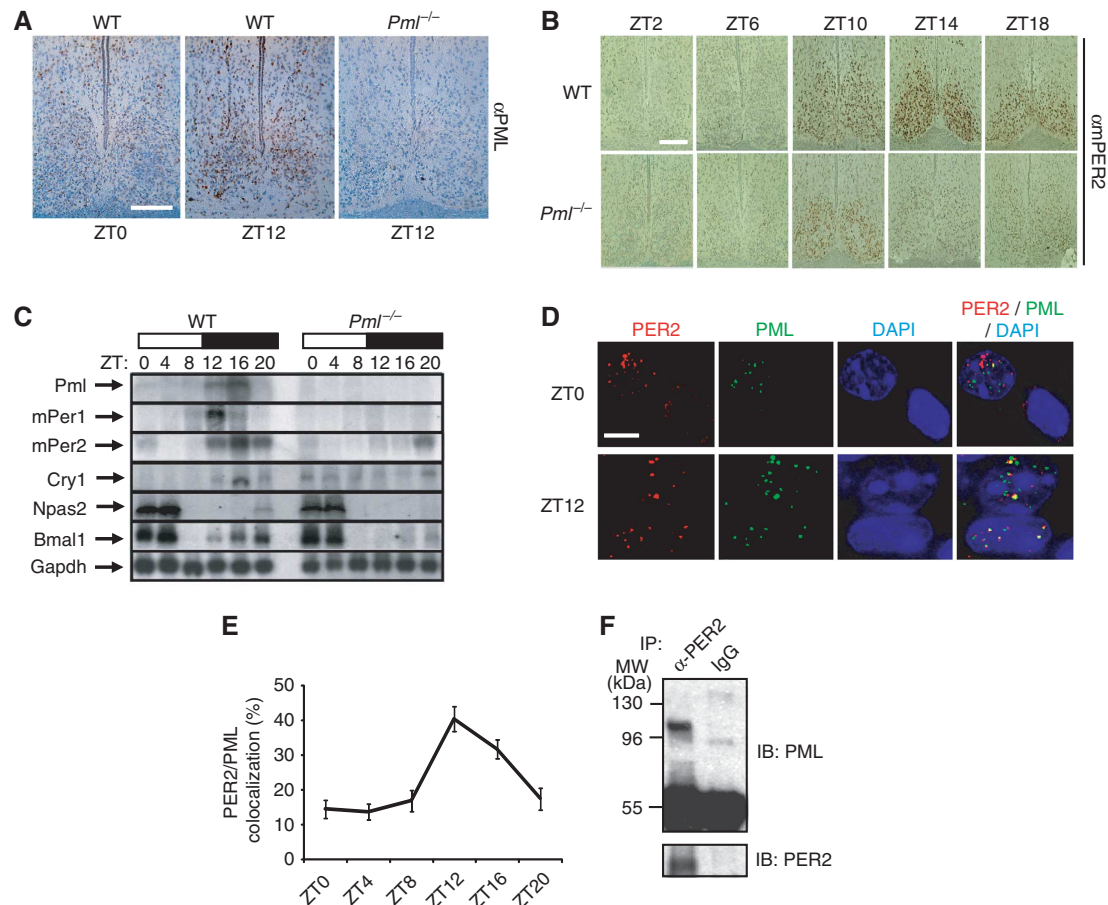 A
WT
WT
Pml−/−
αPML
ZT0
ZT12
ZT12
B
ZT2
ZT6
ZT10
ZT14
ZT18
WT
Pml−/−
αmPER2
C
WT
Pml−/−
ZT: 0 4 8 12 16 20 0 4 8 12 16 20
Pml
mPer1
mPer2
Cry1
Npas2
Bmal1
Gapdh
D
PER2
PML
DAPI
PER2 / PML
/ DAPI
ZT0
ZT12
E
PER2/PML
colocalization (%)
50
40
30
20
10
0
ZT0
ZT4
ZT8
ZT12
ZT16
ZT20
F
IP:
α-PER2
IgG
MW
(kDa)
130
96
55
IB: PML
IB: PER2